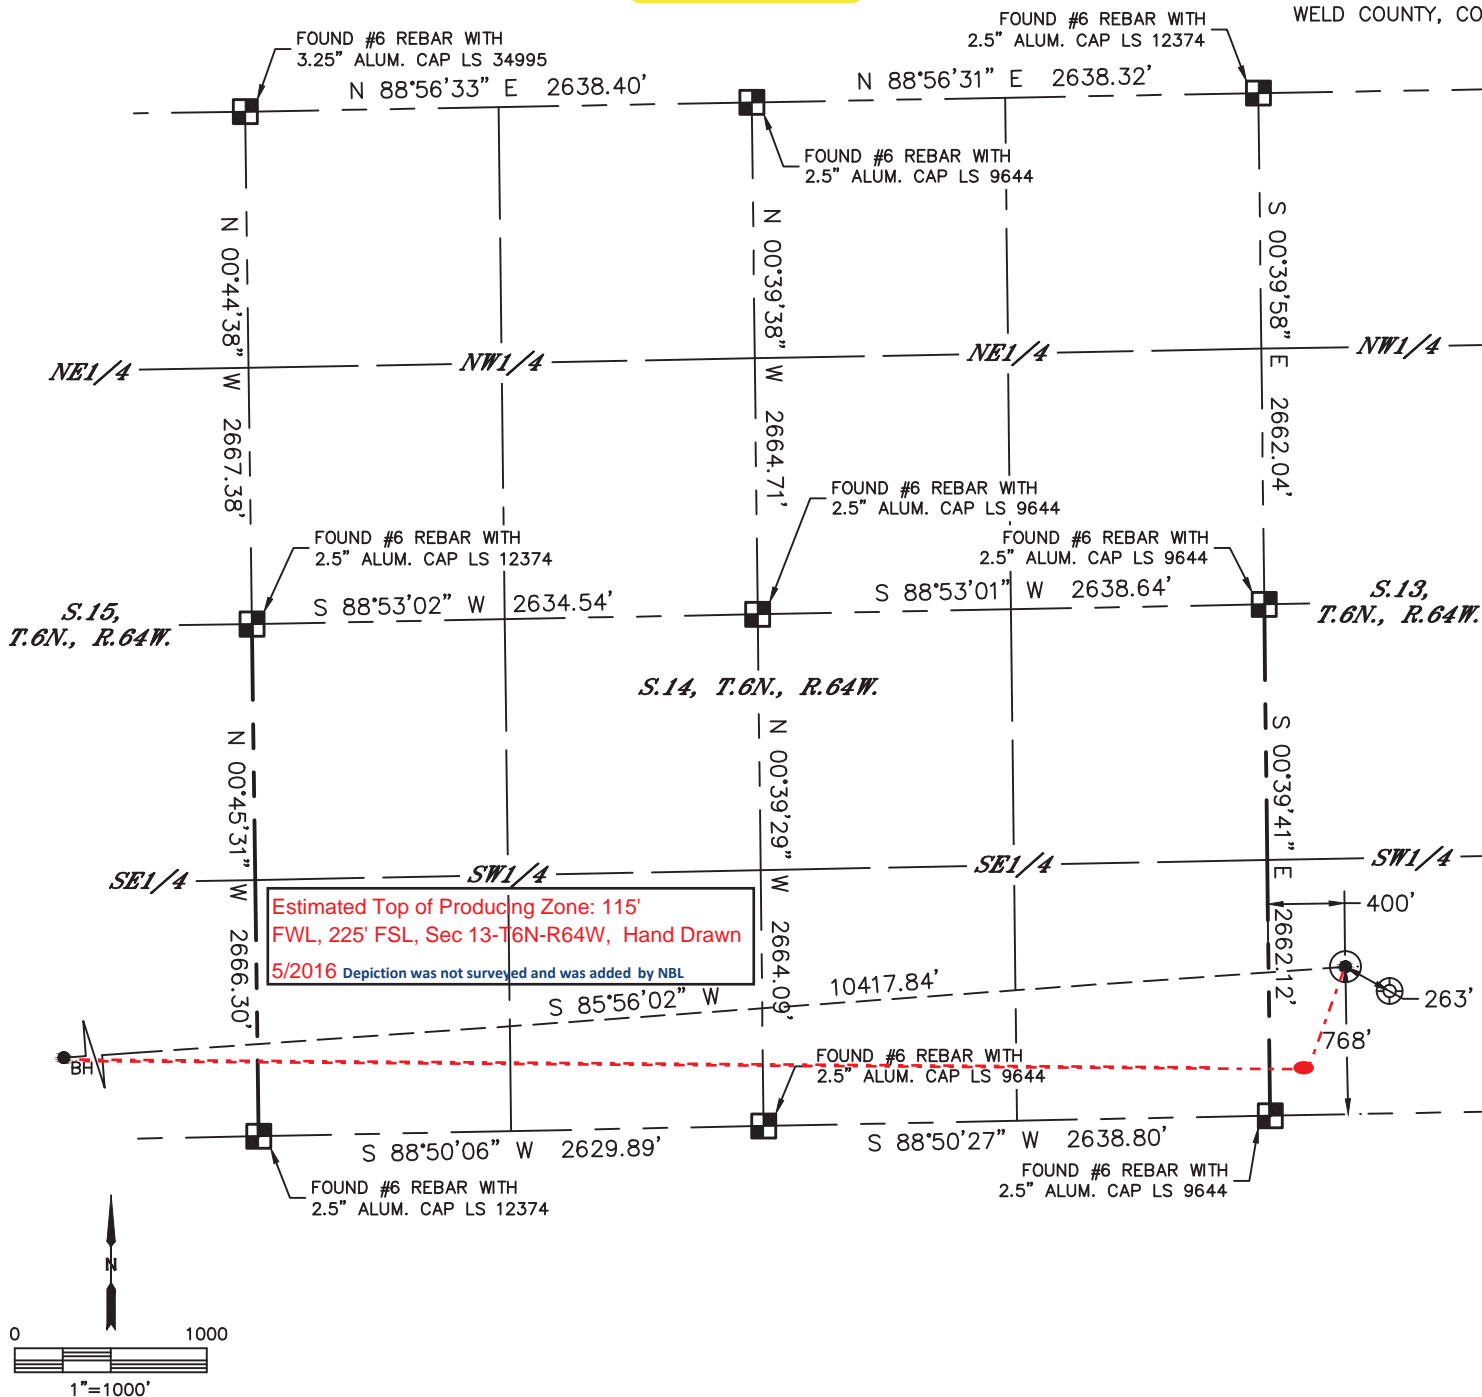 WELD COUNTY, CO
FOUND #6 REBAR WITH
3.25" ALUM. CAP LS 34995
N 88°56'33" E 2638.40'
FOUND #6 REBAR WITH
2.5" ALUM. CAP LS 12374
N 88°56'31" E 2638.32'
FOUND #6 REBAR WITH
2.5" ALUM. CAP LS 9644
N 00°44'38" W 2667.38'
N 00°39'38" W 2664.71'
S 00°39'58" E 2662.04'
NE1/4
NW1/4
NE1/4
NW1/4
FOUND #6 REBAR WITH
2.5" ALUM. CAP LS 12374
FOUND #6 REBAR WITH
2.5" ALUM. CAP LS 9644
FOUND #6 REBAR WITH
2.5" ALUM. CAP LS 9644
S 88°53'02" W 2634.54'
S 88°53'01" W 2638.64'
S.15,
T.6N., R.64W.
S.13,
T.6N., R.64W.
S.14, T.6N., R.64W.
N 00°45'31" W 2666.30'
N 00°39'29" W 2664.09'
S 00°39'41" E 2662.12'
SE1/4
SW1/4
SE1/4
SW1/4
Estimated Top of Producing Zone: 115'
FWL, 225' FSL, Sec 13-T6N-R64W, Hand Drawn
5/2016 Depiction was not surveyed and was added by NBL
400'
263'
768'
S 85°56'02" W 10417.84'
BH
FOUND #6 REBAR WITH
2.5" ALUM. CAP LS 9644
S 88°50'06" W 2629.89'
S 88°50'27" W 2638.80'
FOUND #6 REBAR WITH
2.5" ALUM. CAP LS 12374
FOUND #6 REBAR WITH
2.5" ALUM. CAP LS 9644
N
0 1000
1"=1000'